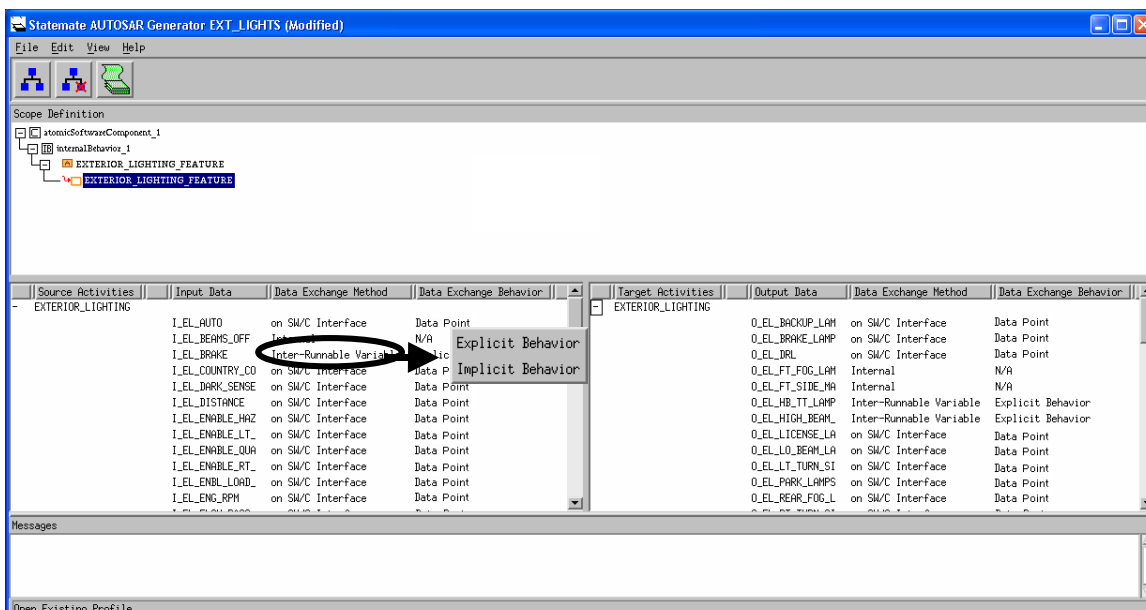 Statemate AUTOSAR Generator EXT_LIGHTS (Modified)
File Edit View Help
Scope Definition
atomicSoftwareComponent_1
IB internalBehavior_1
EXTERIOR_LIGHTING_FEATURE
EXTERIOR_LIGHTING_FEATURE
Source Activities Input Data Data Exchange Method Data Exchange Behavior Target Activities Output Data Data Exchange Method Data Exchange Behavior
EXTERIOR_LIGHTING EXTERIOR_LIGHTING
I_EL_AUTO on SW/C Interface Data Point O_EL_BACKUP_LAM on SW/C Interface Data Point
I_EL_BEAMS_OFF Internal N/A Explicit Behavior O_EL_BRAKE_LAMP on SW/C Interface Data Point
I_EL_BRAKE Inter-Runnable Variable O_EL_DRL on SW/C Interface Data Point
I_EL_COUNTRY_CO on SW/C Interface Data P Implicit Behavior O_EL_FT_FOG_LAM Internal N/A
I_EL_DARK_SENSE on SW/C Interface Data Point O_EL_FT_SIDE_MA Internal N/A
I_EL_DISTANCE on SW/C Interface Data Point O_EL_HB_TT_LAMP Inter-Runnable Variable Explicit Behavior
I_EL_ENABLE_HAZ on SW/C Interface Data Point O_EL_HIGH_BEAM_ Inter-Runnable Variable Explicit Behavior
I_EL_ENABLE_LT_ on SW/C Interface Data Point O_EL_LICENSE_LA on SW/C Interface Data Point
I_EL_ENABLE_QUA on SW/C Interface Data Point O_EL_LO_BEAM_LA on SW/C Interface Data Point
I_EL_ENABLE_RT_ on SW/C Interface Data Point O_EL_LT_TURN_SI on SW/C Interface Data Point
I_EL_ENBL_LOAD_ on SW/C Interface Data Point O_EL_PARK_LAMPS on SW/C Interface Data Point
I_EL_ENG_RPM on SW/C Interface Data Point O_EL_REAR_FOG_L on SW/C Interface Data Point
Messages
Open Existing Profile